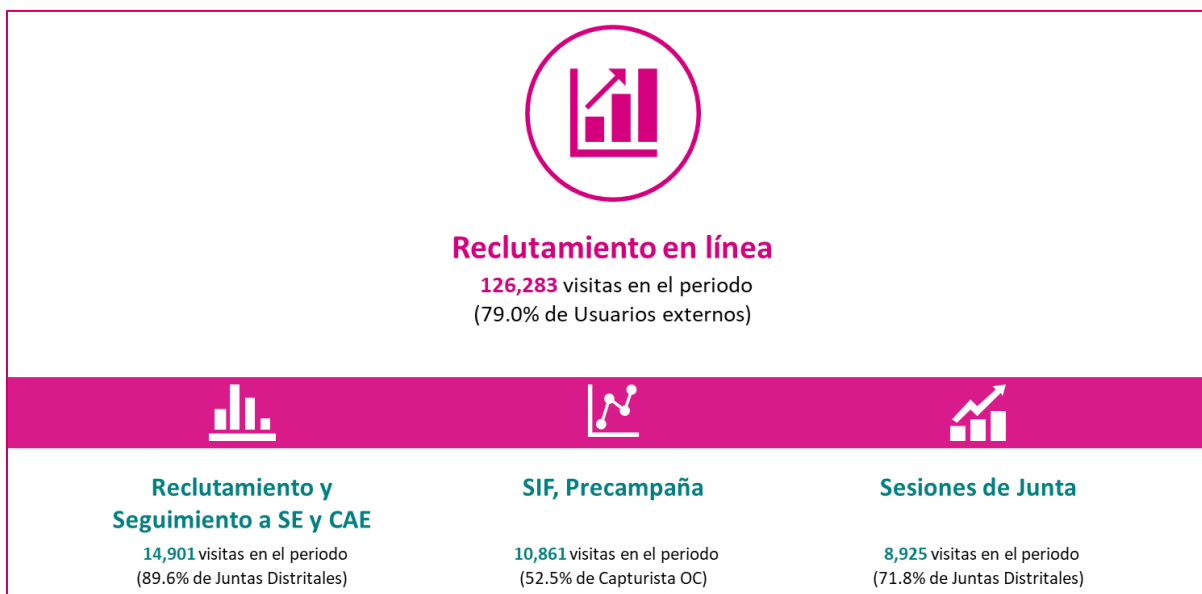 Reclutamiento en línea
126,283 visitas en el periodo
(79.0% de Usuarios externos)
Reclutamiento y
Seguimiento a SE y CAE
14,901 visitas en el periodo
(89.6% de Juntas Distritales)
SIF, Precampaña
10,861 visitas en el periodo
(52.5% de Capturista OC)
Sesiones de Junta
8,925 visitas en el periodo
(71.8% de Juntas Distritales)